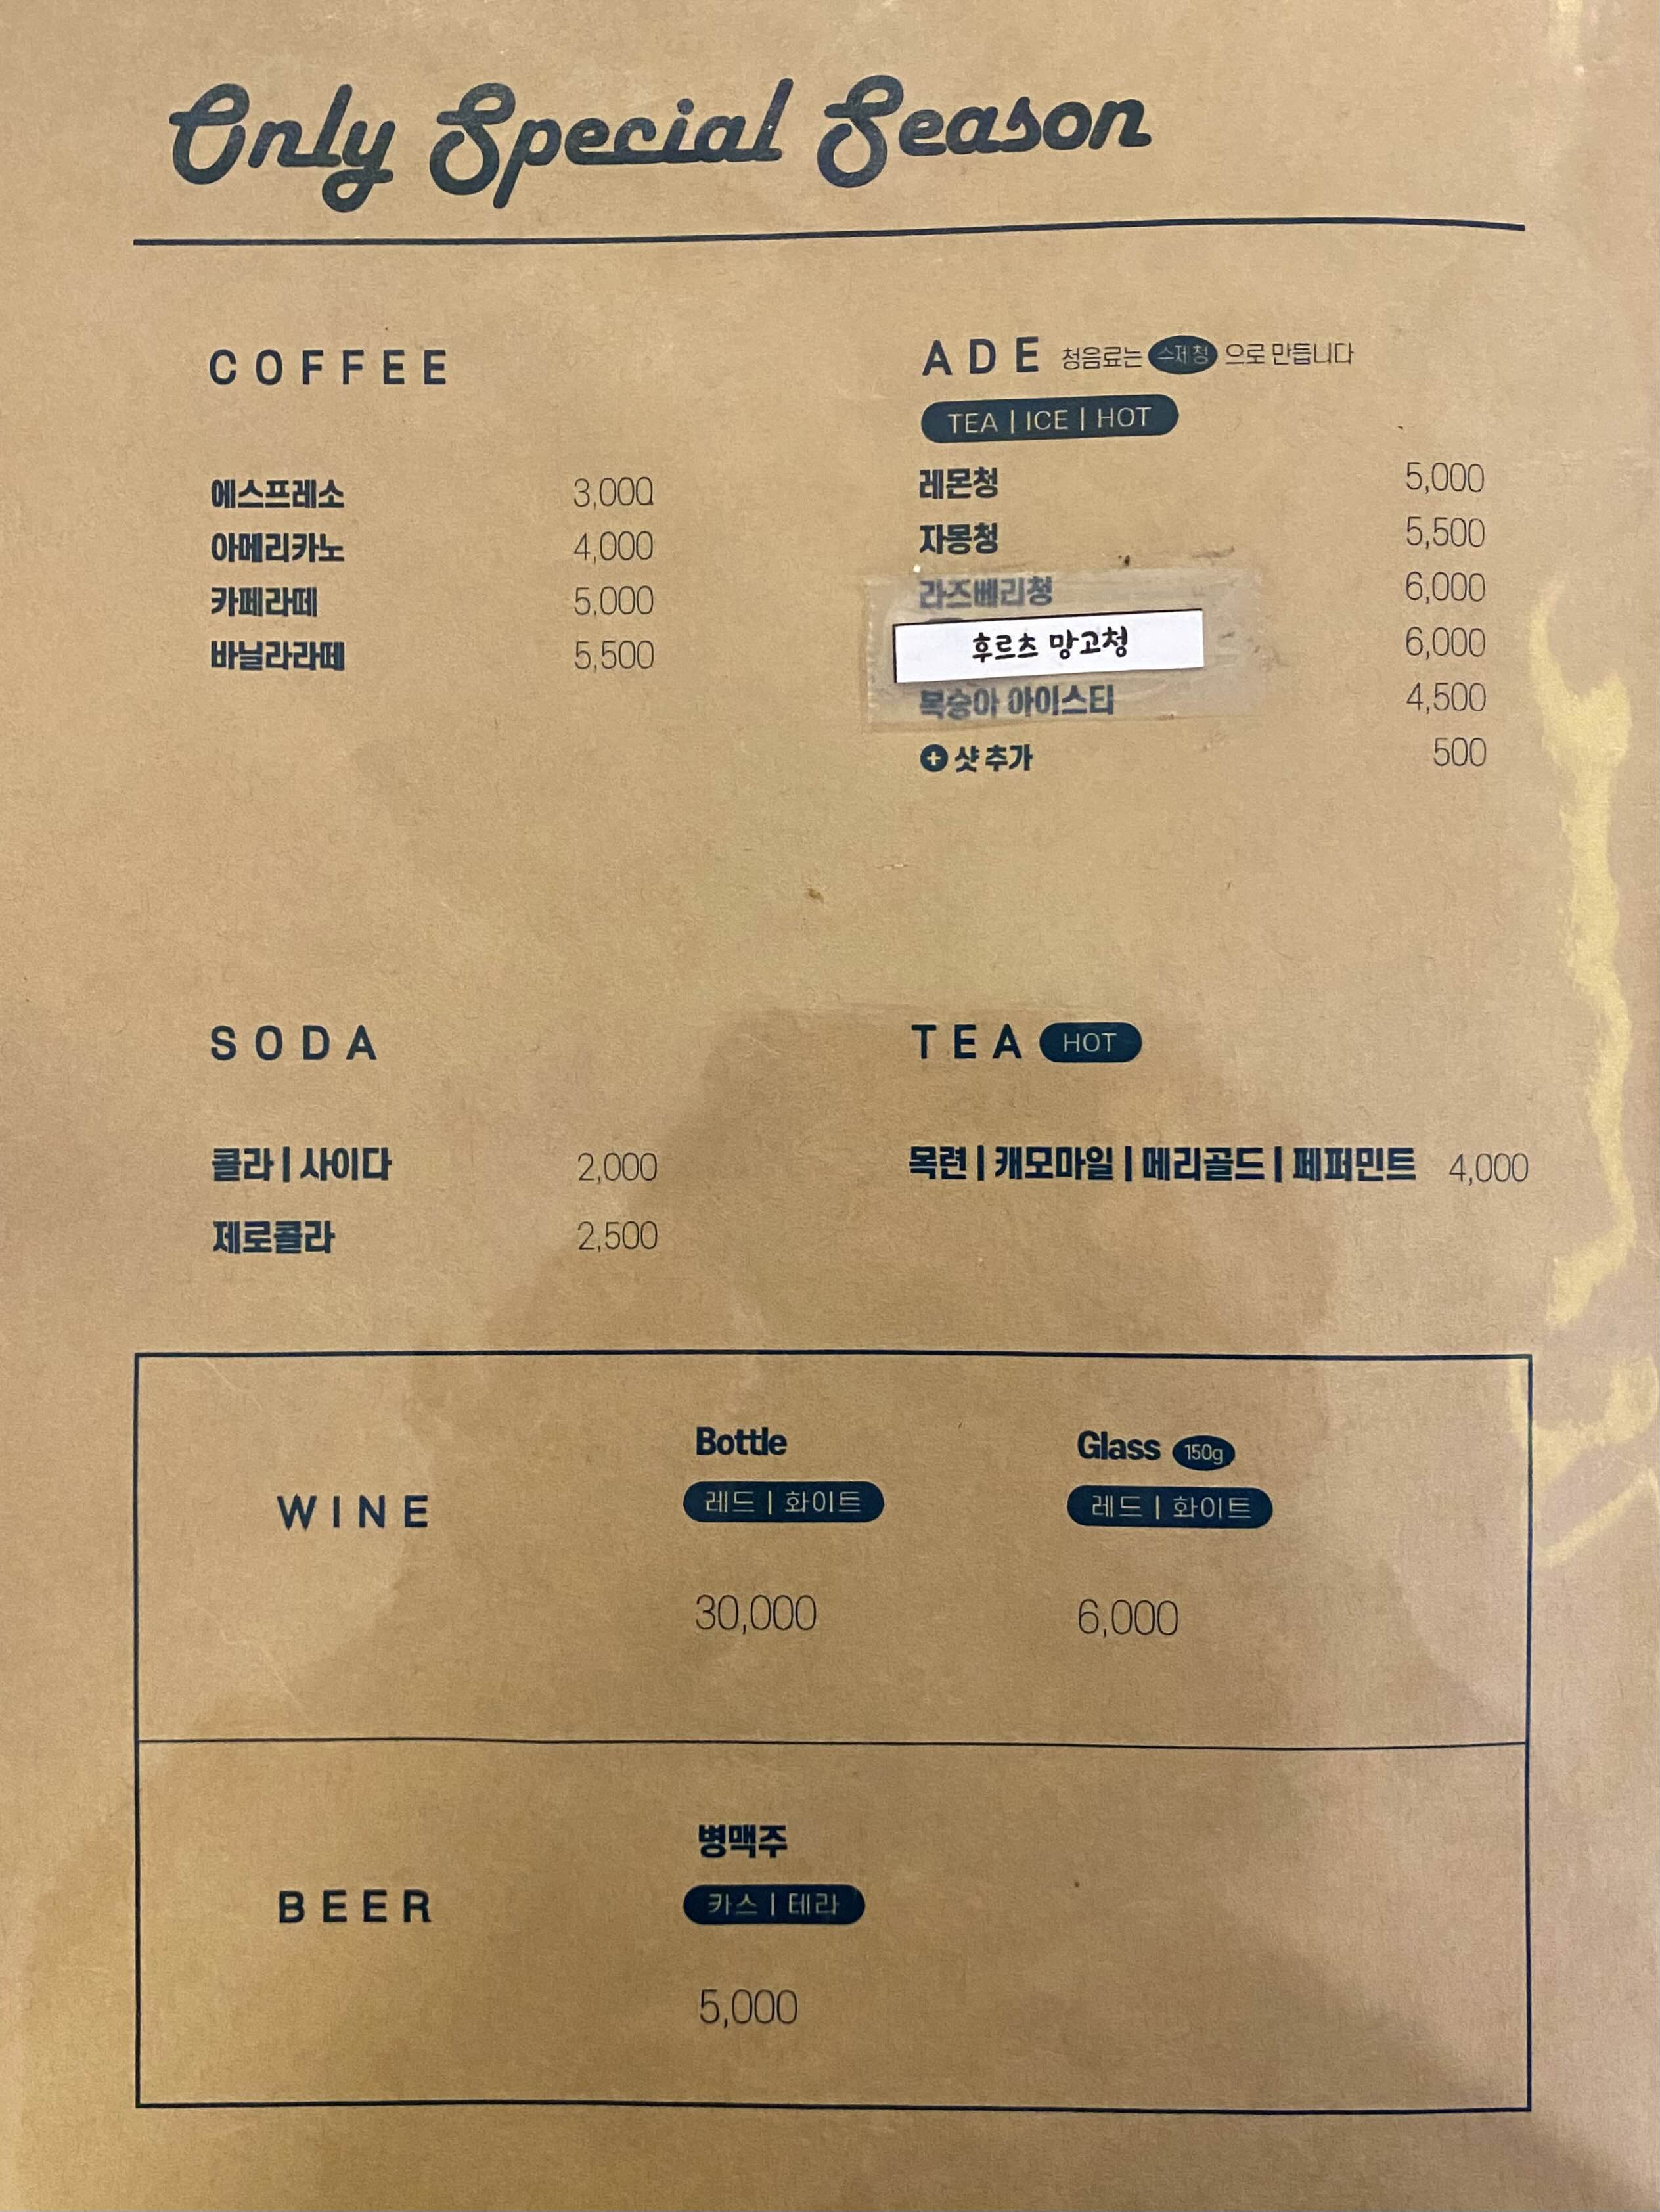 Only Special Season
COFFEE
에스프레소 3,000
아메리카노 4,000
카페라떼 5,000
바닐라라떼 5,500
ADE 청음료는 수제청 으로 만듭니다
TEA | ICE | HOT
레몬청 5,000
자몽청 5,500
라즈베리청 6,000
후르츠 망고청 6,000
복숭아 아이스티 4,500
+ 샷 추가 500
SODA
콜라 | 사이다 2,000
제로콜라 2,500
TEA HOT
목련 | 캐모마일 | 메리골드 | 페퍼민트 4,000
WINE
Bottle
레드 | 화이트
30,000
Glass 150g
레드 | 화이트
6,000
BEER
병맥주
카스 | 테라
5,000